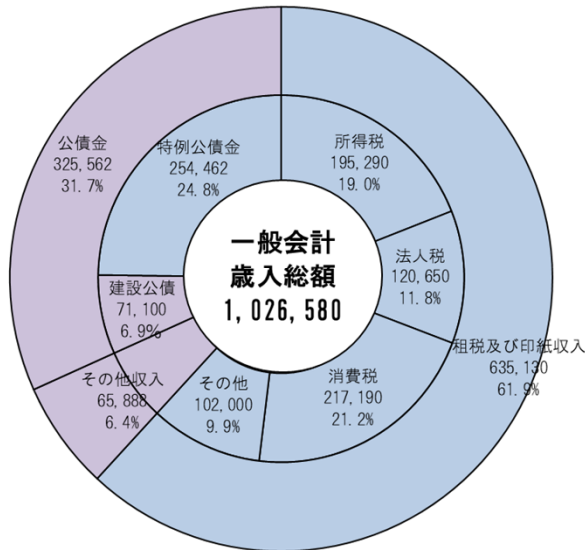 公債金
325,562
31.7%
特例公債金
254,462
24.8%
所得税
195,290
19.0%
一般会計
歳入総額
1,026,580
法人税
120,650
11.8%
建設公債
71,100
6.9%
租税及び印紙収入
635,130
61.9%
その他収入
65,888
6.4%
その他
102,000
9.9%
消費税
217,190
21.2%